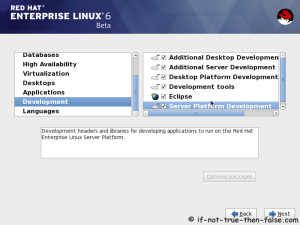 RED HAT
ENTERPRISE LINUX 6
Beta
Databases
High Availability
Virtualization
Desktops
Applications
Development
Languages
Additional Desktop Development
Additional Server Development
Desktop Platform Development
Development tools
Eclipse
Server Platform Development
Development headers and libraries for developing applications to run on the Red Hat
Enterprise Linux Server Platform.
Optional packages
Back
Next
© if-not-true-then-false.com